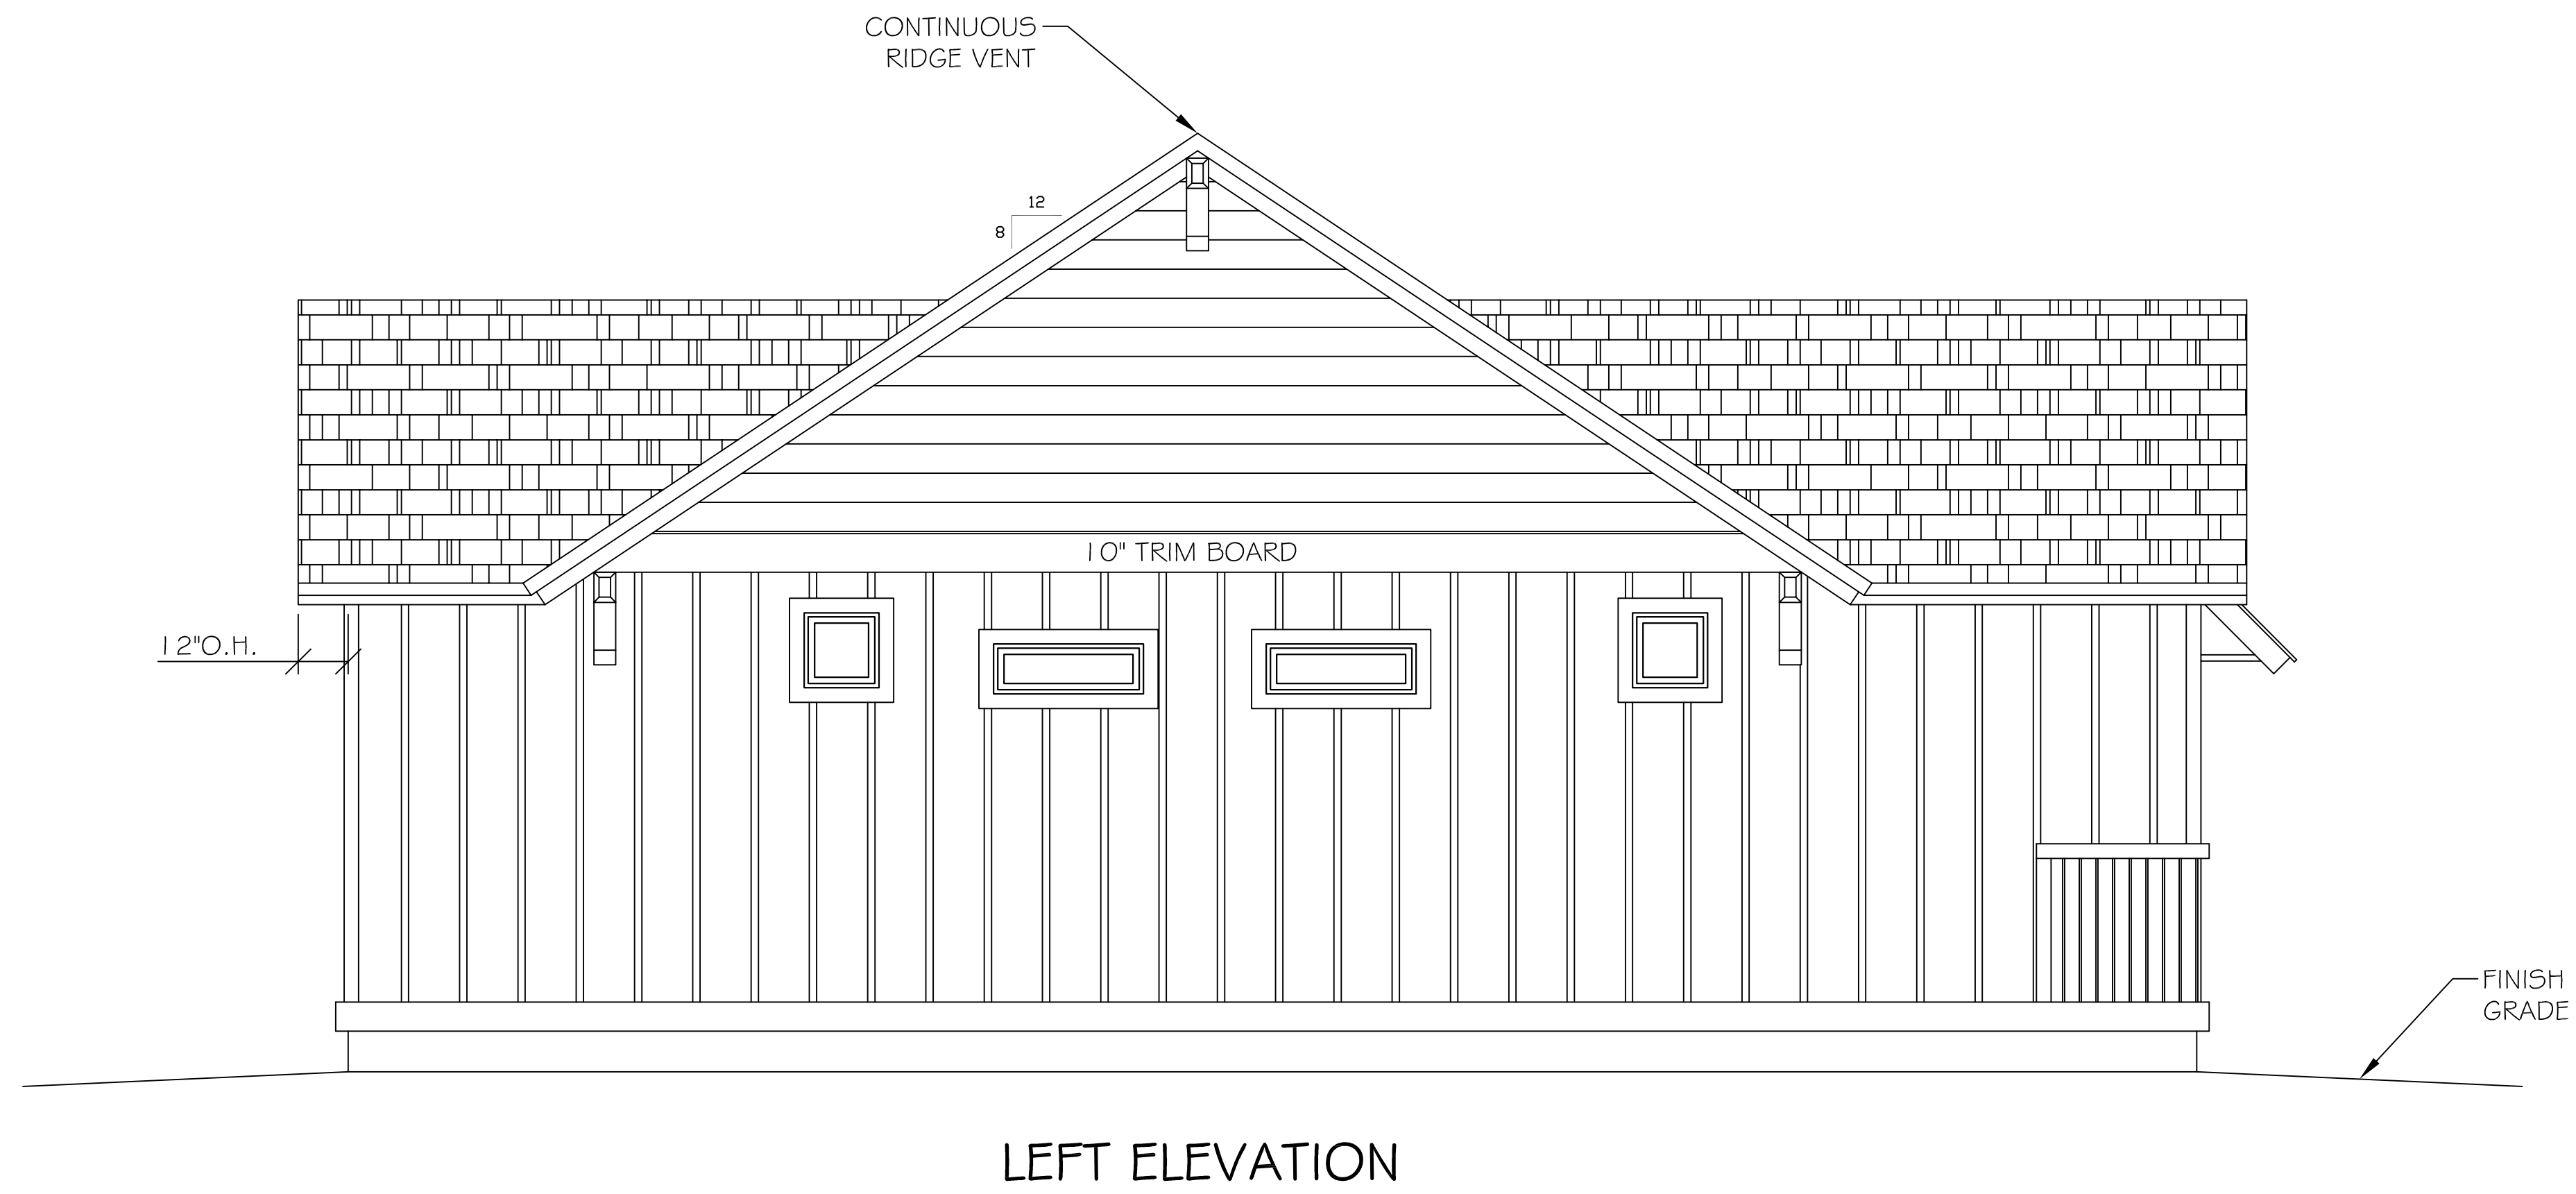 CONTINUOUS
RIDGE VENT
12
8
10" TRIM BOARD
12"O.H.
FINISH
GRADE
LEFT ELEVATION